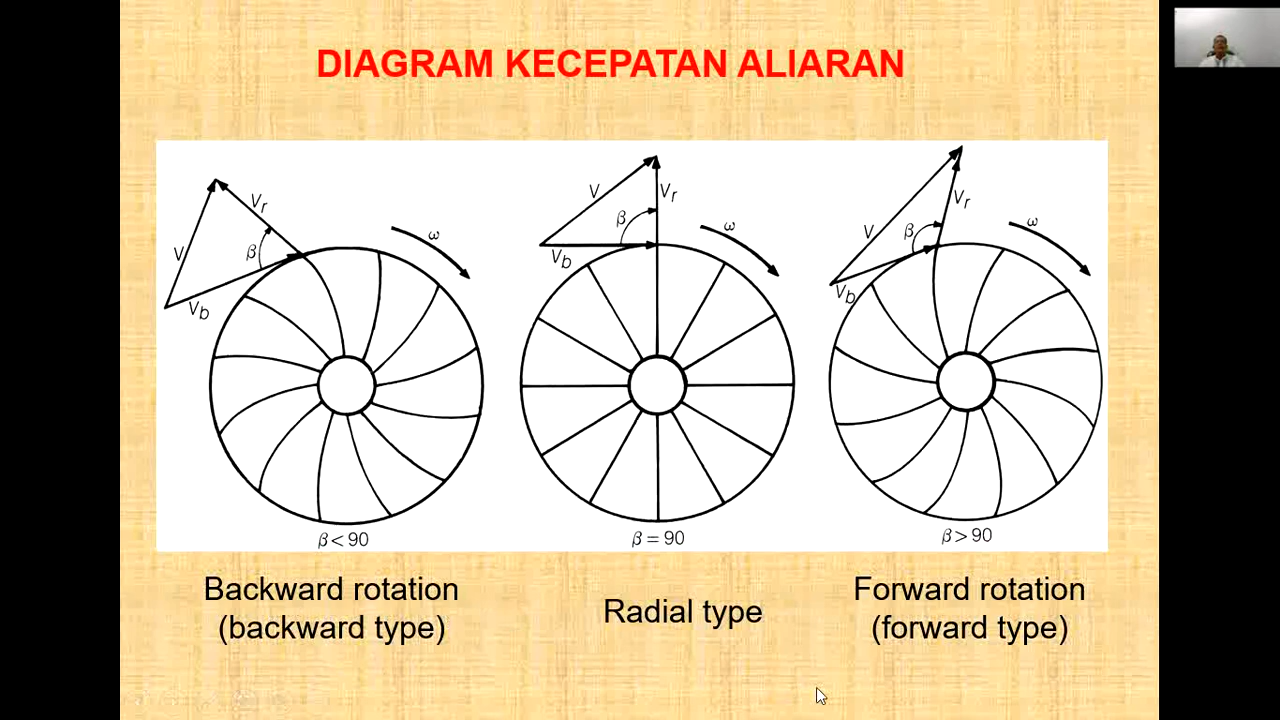 DIAGRAM KECEPATAN ALIARAN
V Vr β Vb ω
V Vr β Vb ω
V Vr β Vb ω
β < 90
β = 90
β > 90
Backward rotation
(backward type)
Radial type
Forward rotation
(forward type)